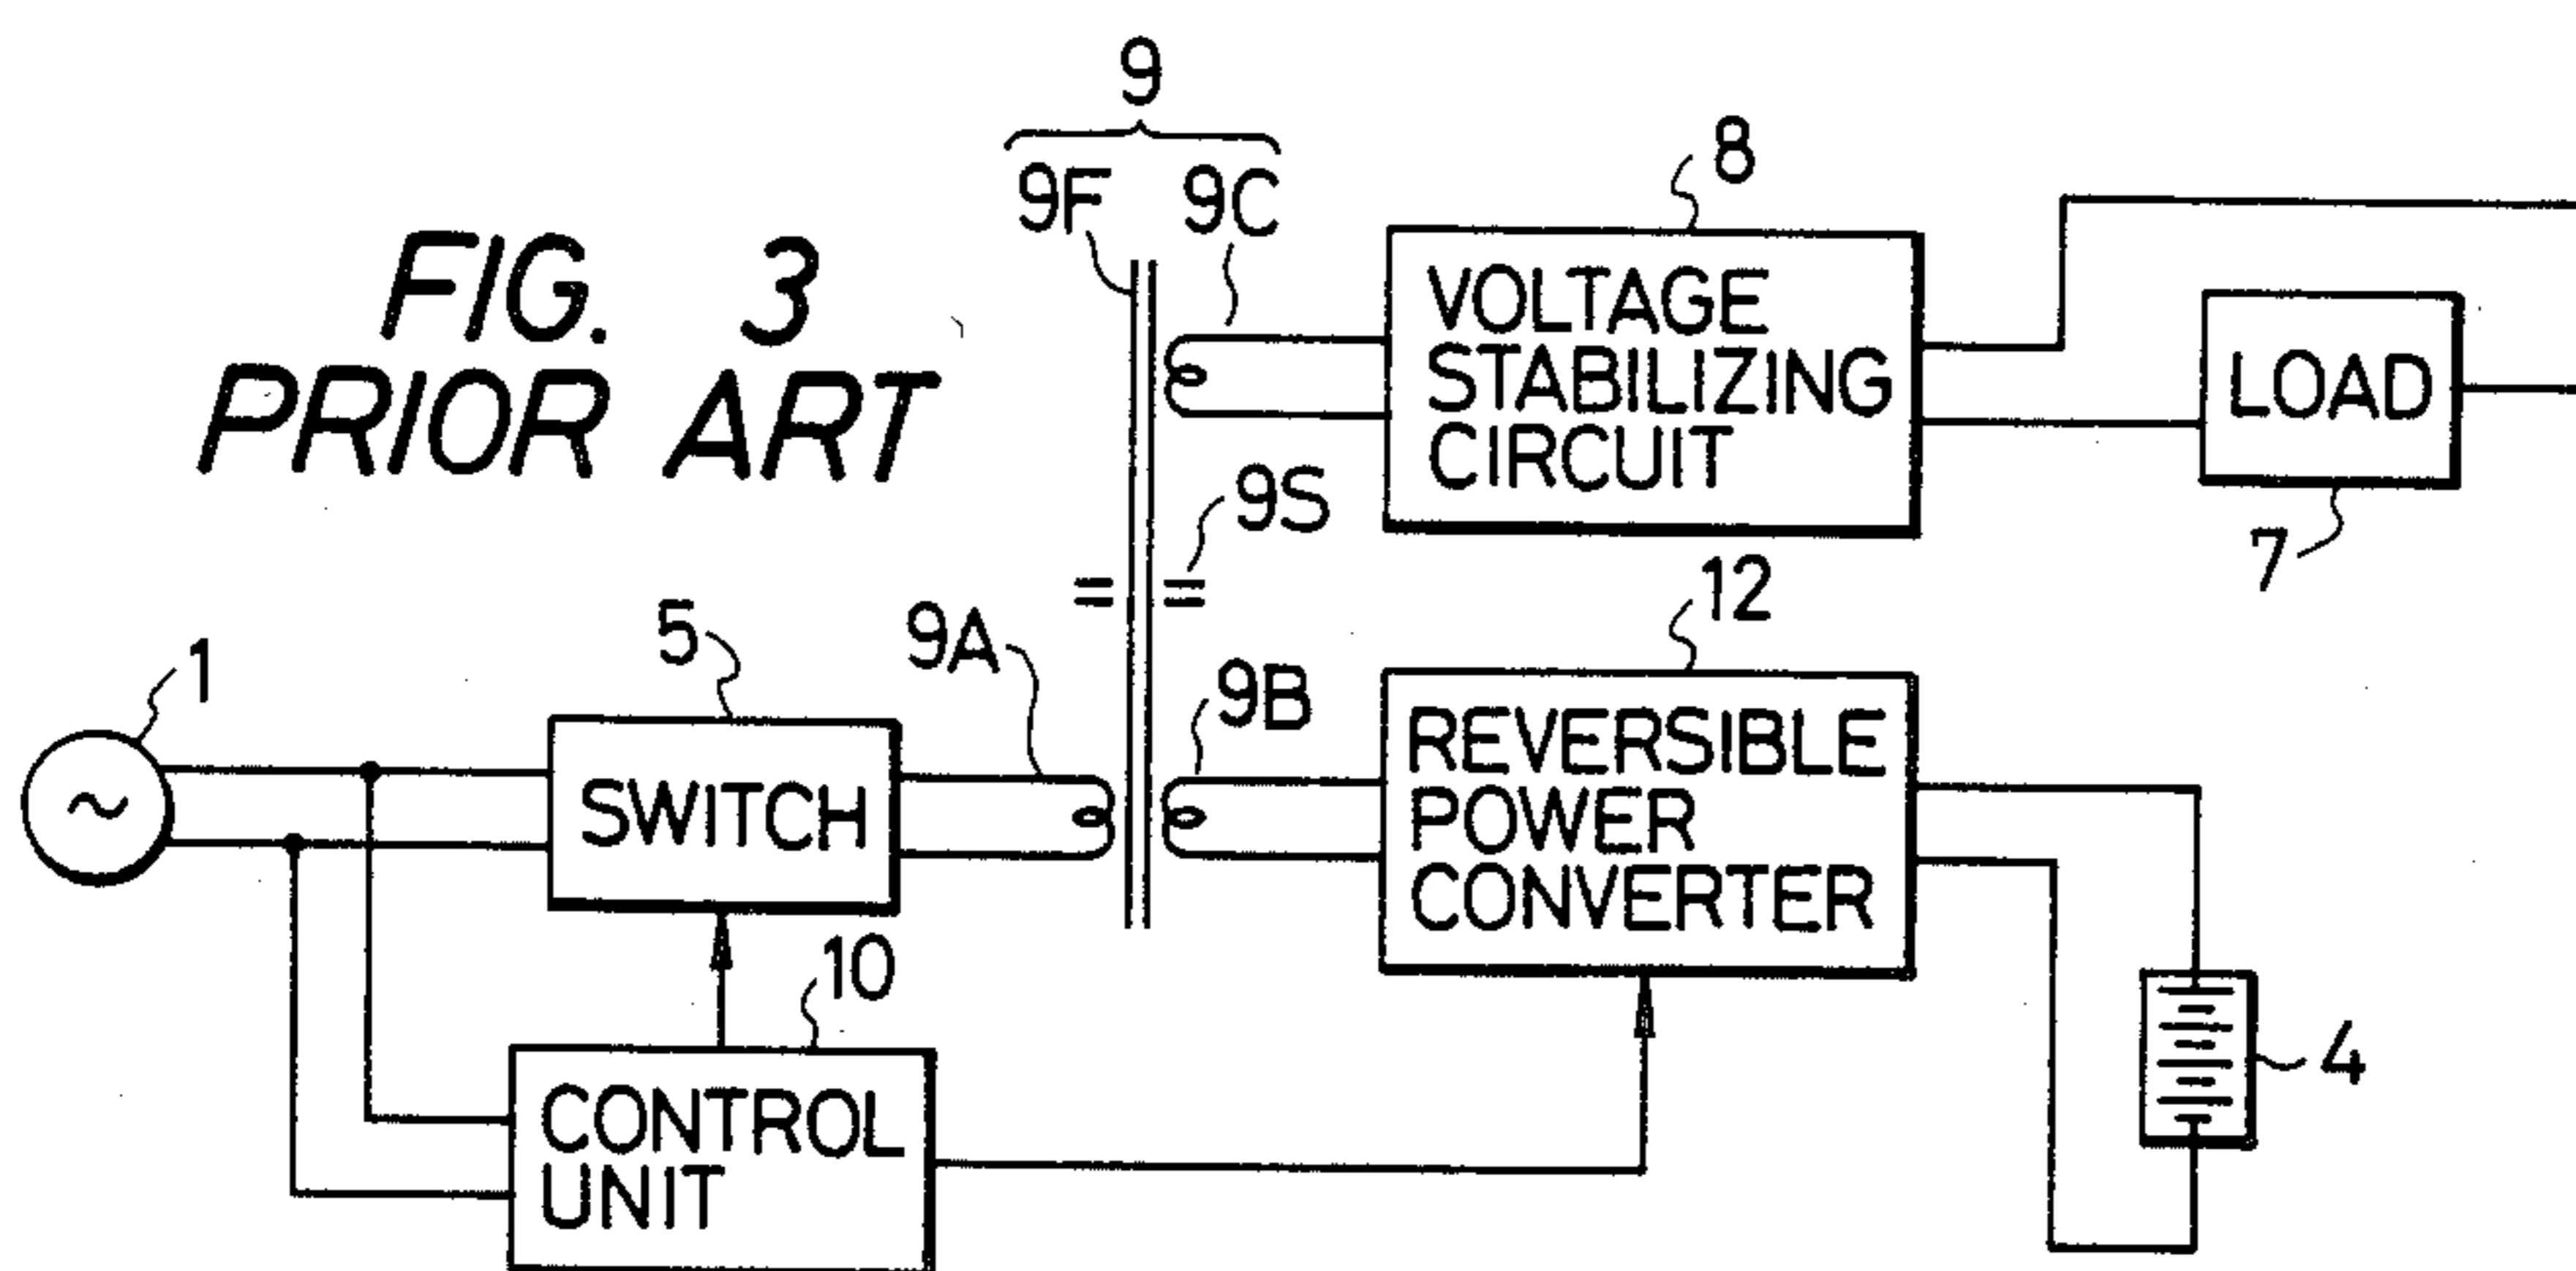 FIG. 3
PRIOR ART
9
9F
9C
8
VOLTAGE
STABILIZING
CIRCUIT
LOAD
7
9S
1
5
SWITCH
9A
9B
12
REVERSIBLE
POWER
CONVERTER
10
CONTROL
UNIT
4